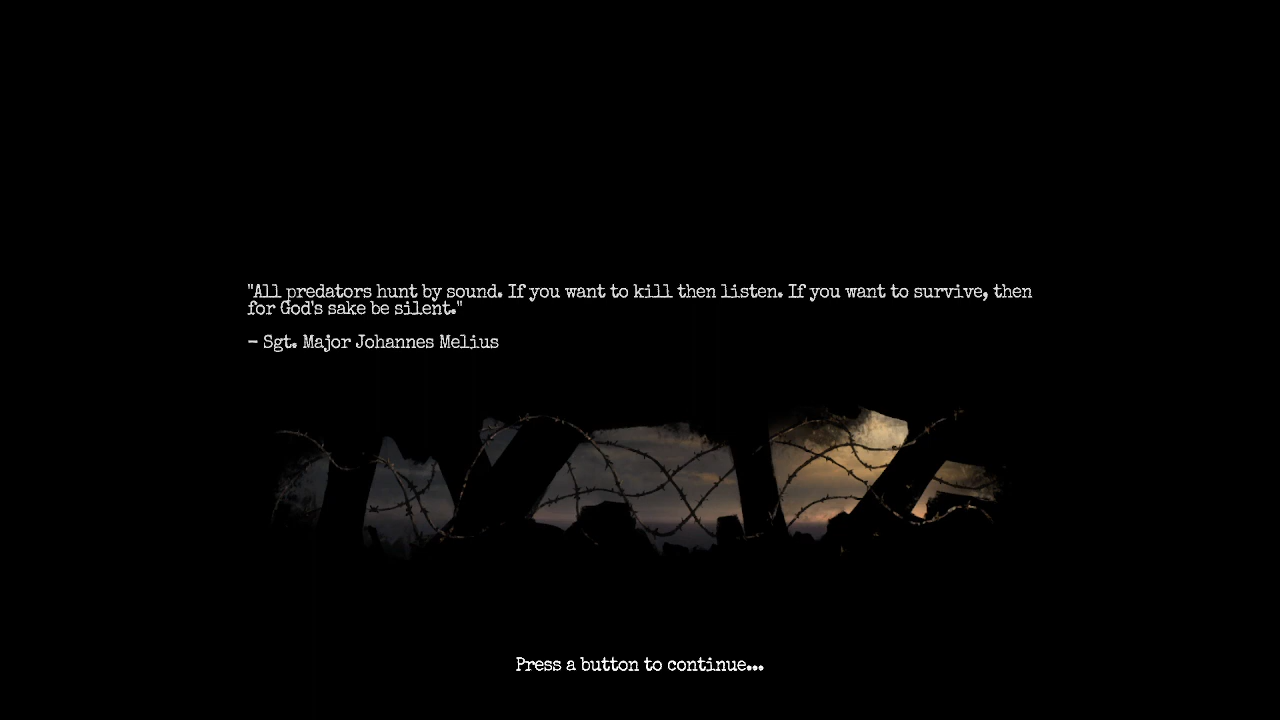 "All predators hunt by sound. If you want to kill then listen. If you want to survive, then
for God's sake be silent."
- Sgt. Major Johannes Melius
Press a button to continue...